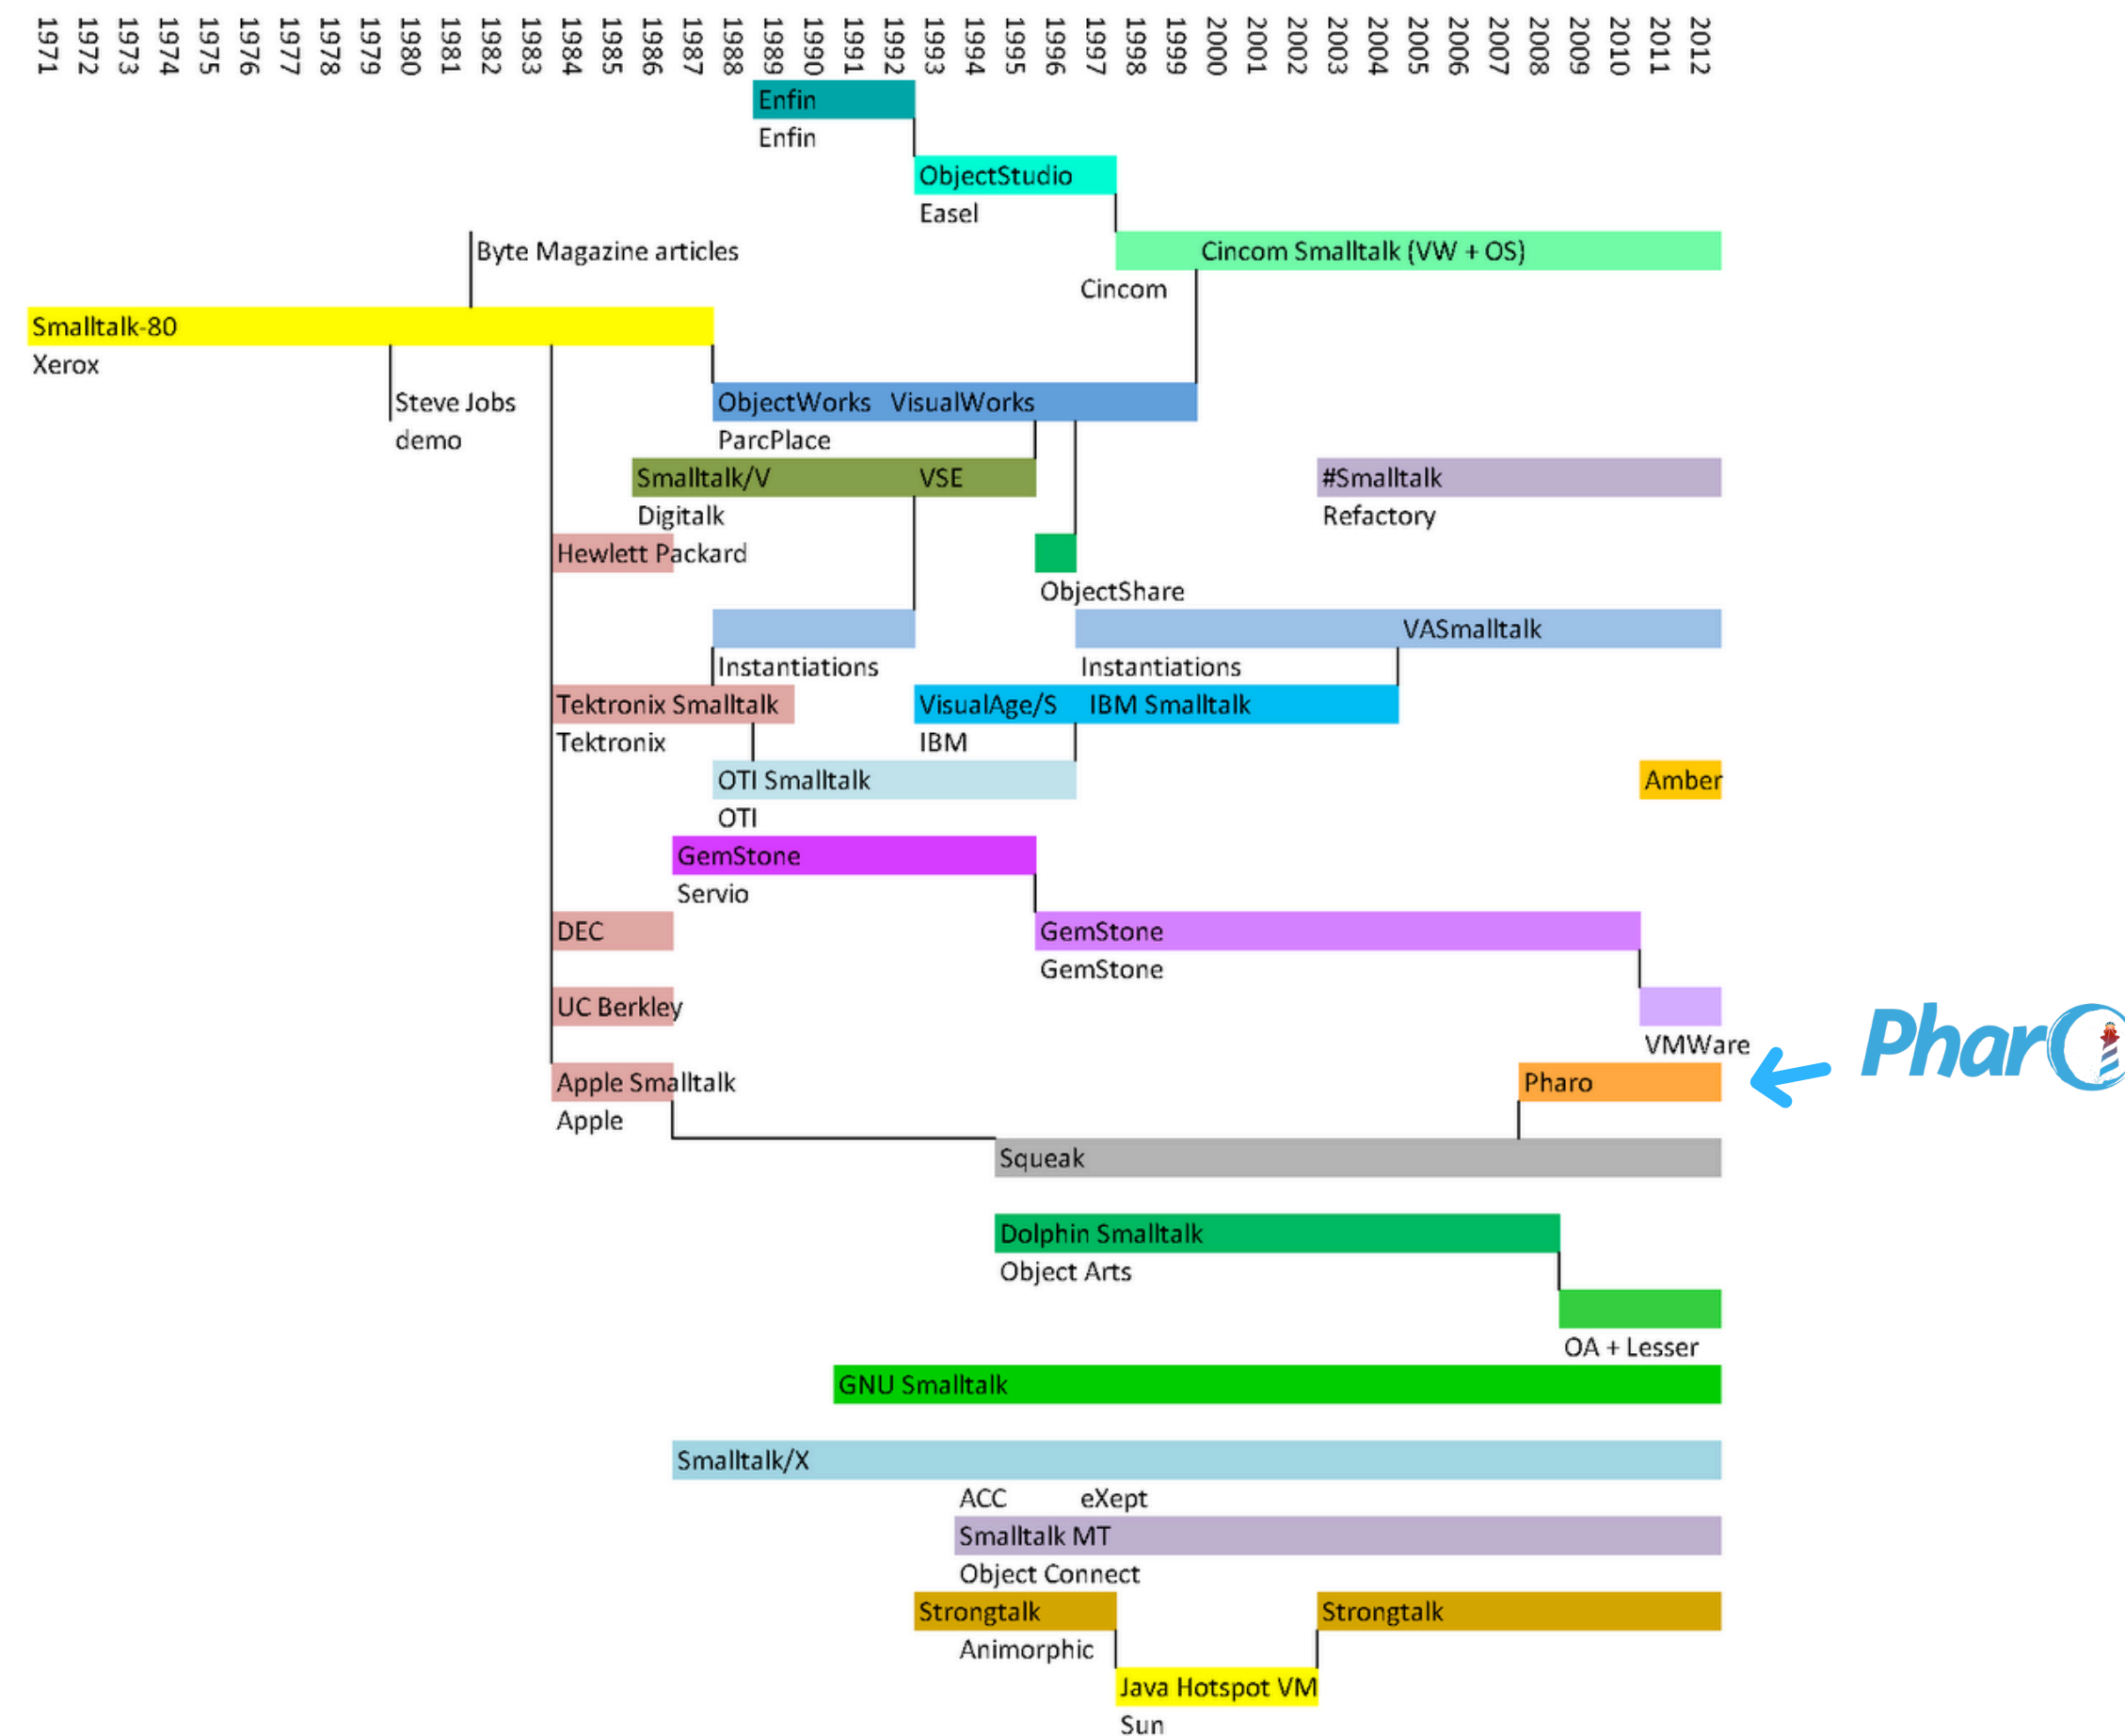 1971 1972 1973 1974 1975 1976 1977 1978 1979 1980 1981 1982 1983 1984 1985 1986 1987 1988 1989 1990 1991 1992 1993 1994 1995 1996 1997 1998 1999 2000 2001 2002 2003 2004 2005 2006 2007 2008 2009 2010 2011 2012
Enfin
Enfin
ObjectStudio
Easel
Byte Magazine articles
Cincom Smalltalk (VW + OS)
Cincom
Smalltalk-80
Xerox
Steve Jobs
demo
ObjectWorks VisualWorks
ParcPlace
Smalltalk/V VSE
#Smalltalk
Digitalk
Refactory
Hewlett Packard
ObjectShare
VASmalltalk
Instantiations
Instantiations
Tektronix Smalltalk
VisualAge/S IBM Smalltalk
Tektronix
IBM
OTI Smalltalk
Amber
OTI
GemStone
Servio
DEC
GemStone
GemStone
UC Berkley
VMWare
Pharo
Apple Smalltalk
Pharo
Apple
Squeak
Dolphin Smalltalk
Object Arts
OA + Lesser
GNU Smalltalk
Smalltalk/X
ACC eXept
Smalltalk MT
Object Connect
Strongtalk
Strongtalk
Animorphic
Java Hotspot VM
Sun